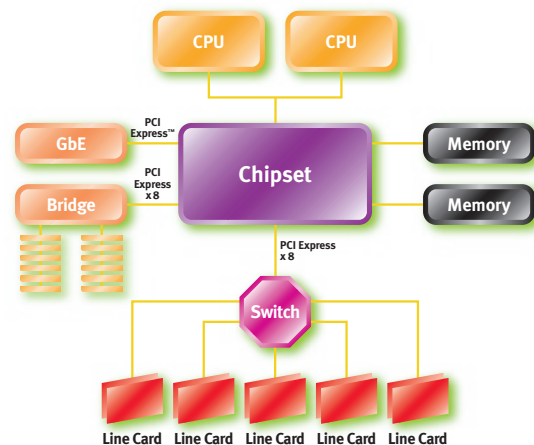 CPU
CPU
PCI
Express™
GbE
Memory
Chipset
PCI
Express
x 8
Bridge
Memory
PCI Express
x 8
Switch
Line Card
Line Card
Line Card
Line Card
Line Card